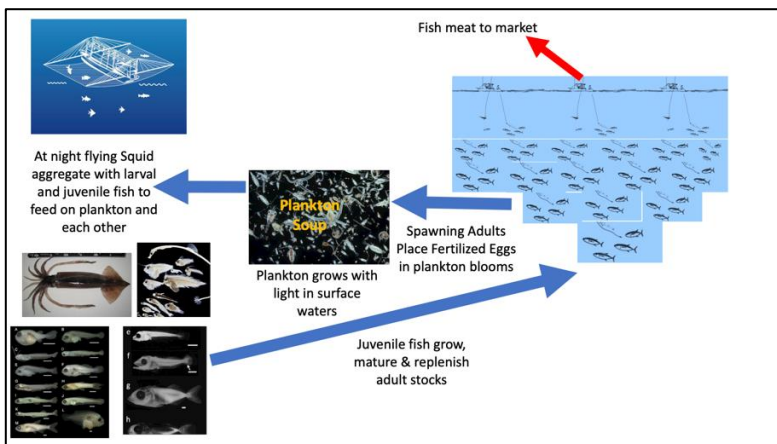 Fish meat to market
At night flying Squid
aggregate with larval
and juvenile fish to
feed on plankton and
each other
Plankton
Soup
Plankton grows with
light in surface
waters
Spawning Adults
Place Fertilized Eggs
in plankton blooms
Juvenile fish grow,
mature & replenish
adult stocks
e
f
g
h